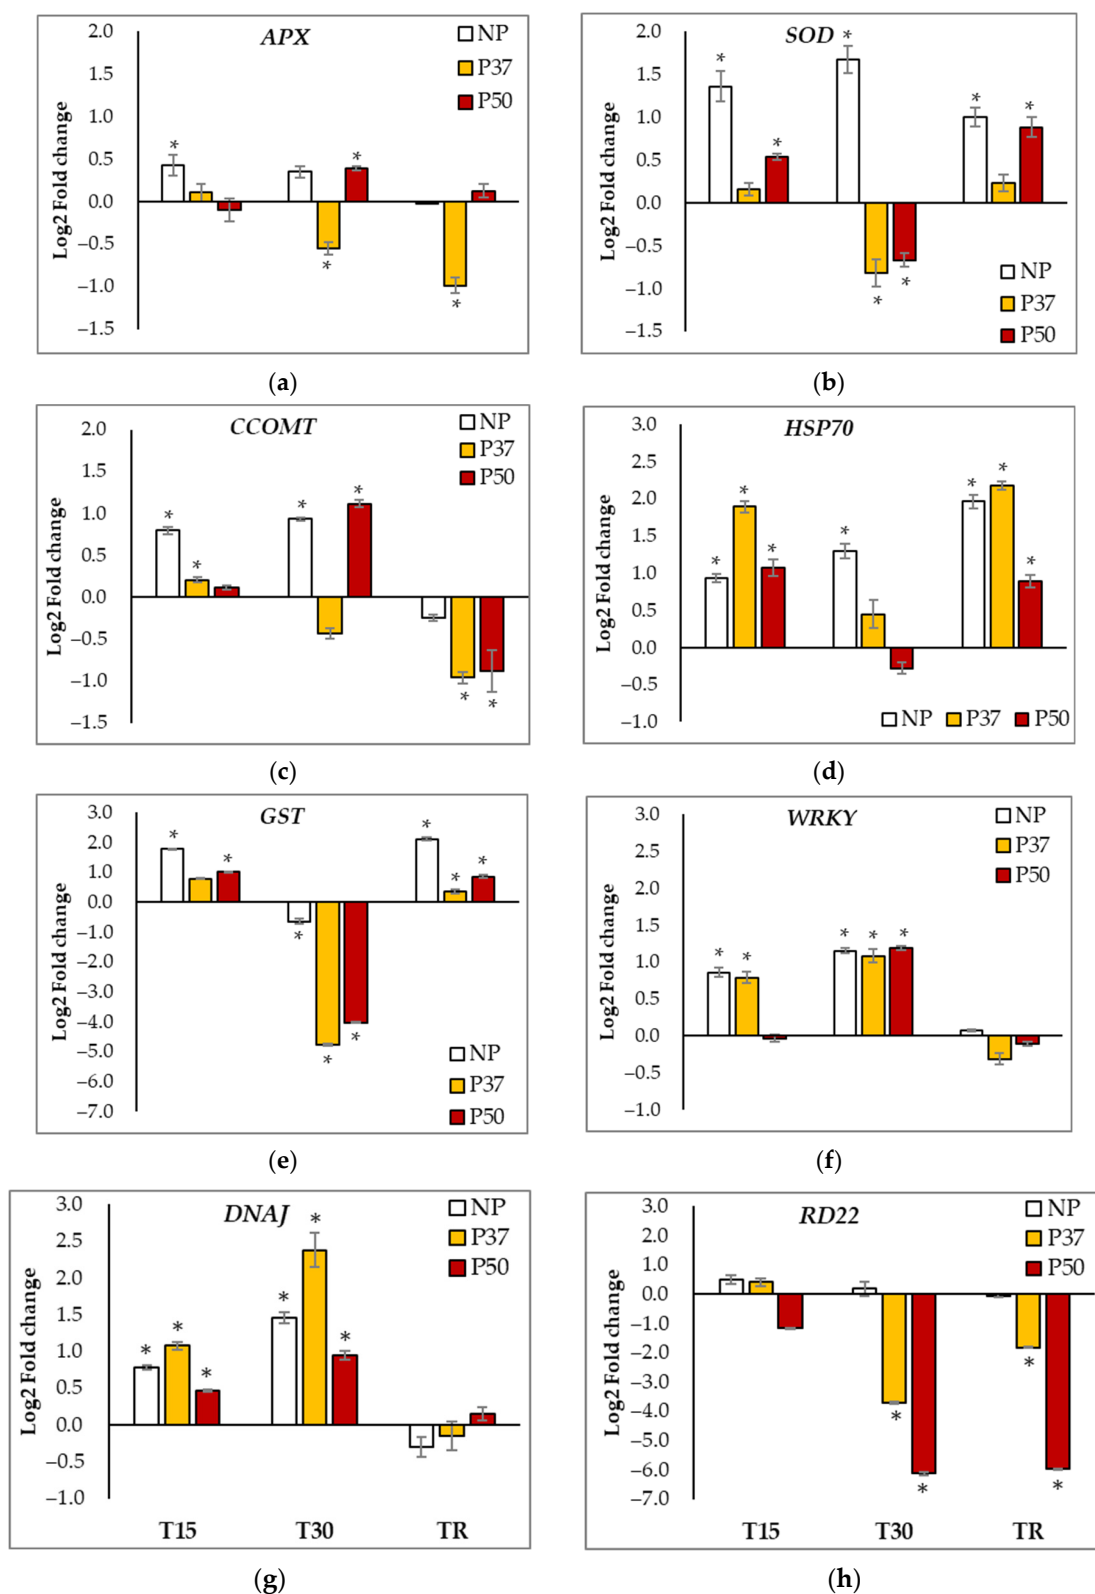 APX
NP
P37
P50
Log2 Fold change
2.0
1.5
1.0
0.5
0.0
−0.5
−1.0
−1.5
* * * *
(a)
SOD
NP
P37
P50
Log2 Fold change
2.0
1.5
1.0
0.5
0.0
−0.5
−1.0
−1.5
* * * * * * *
(b)
CCOMT
NP
P37
P50
Log2 Fold change
2.0
1.5
1.0
0.5
0.0
−0.5
−1.0
−1.5
* * * * * *
(c)
HSP70
NP P37 P50
Log2 Fold change
3.0
2.5
2.0
1.5
1.0
0.5
0.0
−0.5
−1.0
* * * * * * *
(d)
GST
NP
P37
P50
Log2 Fold change
3.0
2.0
1.0
0.0
−1.0
−2.0
−3.0
−4.0
−5.0
−6.0
−7.0
* * * * * * * *
(e)
WRKY
NP
P37
P50
Log2 Fold change
3.0
2.5
2.0
1.5
1.0
0.5
0.0
−0.5
−1.0
* * * * *
(f)
DNAJ
NP
P37
P50
Log2 Fold change
3.0
2.5
2.0
1.5
1.0
0.5
0.0
−0.5
−1.0
* * * * * *
T15 T30 TR
(g)
RD22
NP
P37
P50
Log2 Fold change
3.0
2.0
1.0
0.0
−1.0
−2.0
−3.0
−4.0
−5.0
−6.0
−7.0
* * * *
T15 T30 TR
(h)